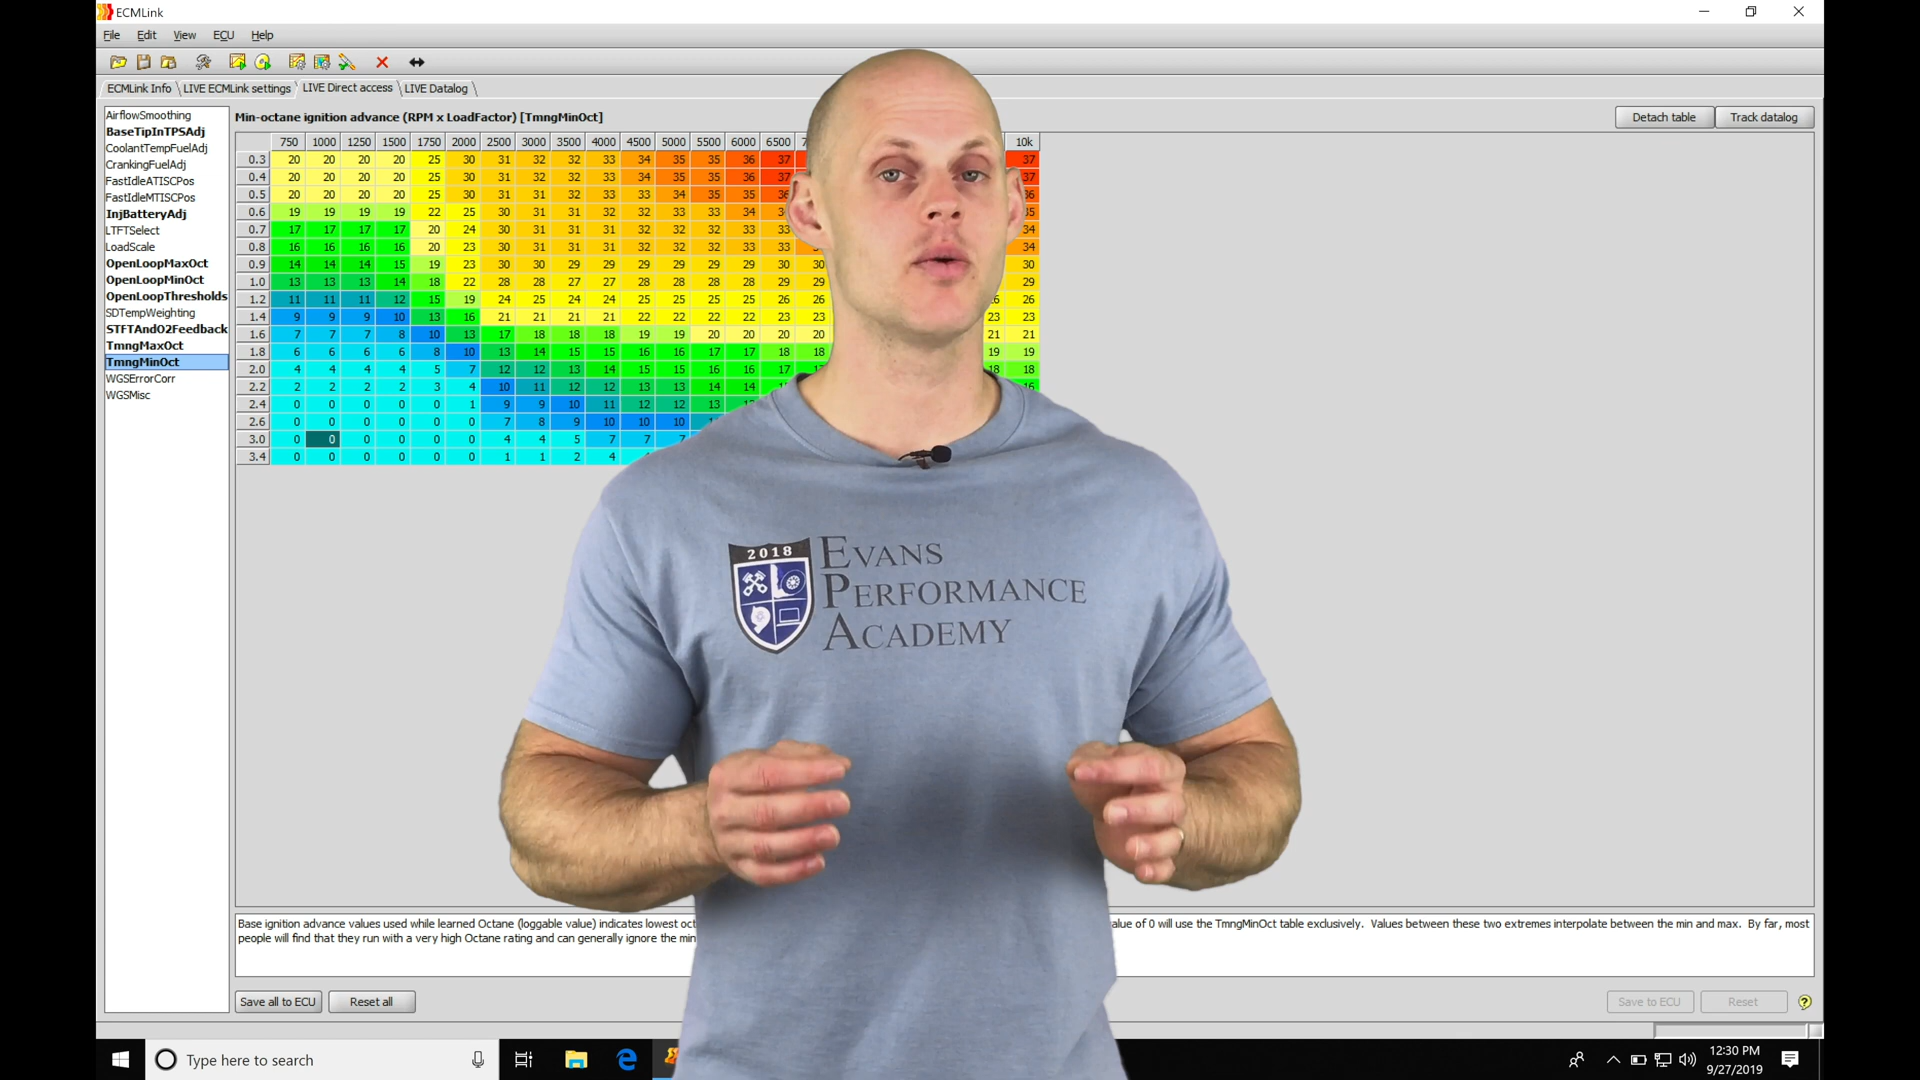 ECMLink
File Edit View ECU Help
ECMLink Info LIVE ECMLink settings LIVE Direct access LIVE Datalog
AirflowSmoothing
BaseTipInTPSAdj
CoolantTempFuelAdj
CrankingFuelAdj
FastIdleATISCPos
FastIdleMTISCPos
InjBatteryAdj
LTFTSelect
LoadScale
OpenLoopMaxOct
OpenLoopMinOct
OpenLoopThresholds
SDTempWeighting
STFTAndO2Feedback
TmngMaxOct
TmngMinOct
WGSErrorCorr
WGSMisc
Min-octane ignition advance (RPM x LoadFactor) [TmngMinOct]
Detach table Track datalog
750 1000 1250 1500 1750 2000 2500 3000 3500 4000 4500 5000 5500 6000 6500 10k
0.3 20 20 20 20 25 30 31 32 32 33 34 35 35 36 37 37
0.4 20 20 20 20 25 30 31 32 32 33 34 35 35 36 37 37
0.5 20 20 20 20 25 30 31 31 32 33 33 34 35 35
0.6 19 19 19 19 22 25 30 31 31 32 32 33 33 34
0.7 17 17 17 17 20 24 30 31 31 31 32 32 32 33 33 34
0.8 16 16 16 16 20 23 30 31 31 31 32 32 32 33 33 34
0.9 14 14 14 15 19 23 30 30 29 29 29 29 29 29 30 30 30
1.0 13 13 13 14 18 22 28 28 27 27 28 28 28 28 29 29 29
1.2 11 11 11 12 15 19 24 25 24 24 25 25 25 25 26 26 26
1.4 9 9 9 10 13 16 21 21 21 21 22 22 22 22 23 23 23 23
1.6 7 7 7 8 10 13 17 18 18 18 19 19 20 20 20 20 21 21
1.8 6 6 6 6 8 10 13 14 15 15 16 16 17 17 18 18 19 19
2.0 4 4 4 4 5 7 12 12 13 14 15 15 16 16 17 18 18
2.2 2 2 2 2 3 4 10 11 12 12 13 13 14 14 16
2.4 0 0 0 0 0 1 9 9 10 11 12 12 13
2.6 0 0 0 0 0 0 7 8 9 10 10 10
3.0 0 0 0 0 0 0 4 4 5 7 7 7
3.4 0 0 0 0 0 0 1 1 2 4
2018
EVANS
PERFORMANCE
ACADEMY
Base ignition advance values used while learned Octane (loggable value) indicates lowest value of 0 will use the TmngMinOct table exclusively. Values between these two extremes interpolate between the min and max. By far, most
people will find that they run with a very high Octane rating and can generally ignore the min
Save all to ECU Reset all Save to ECU Reset
Type here to search
12:30 PM
9/27/2019